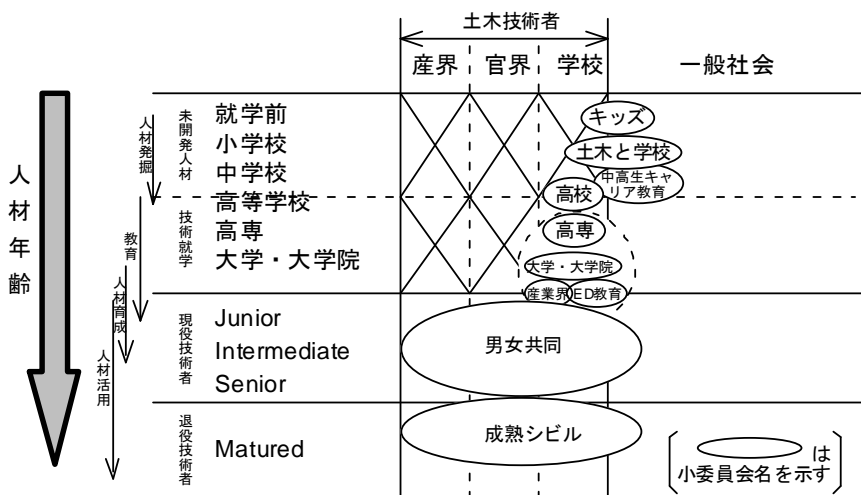 土木技術者
産界 官界 学校 一般社会
人材年齢
人材発掘
教育
人材育成
人材活用
未開発人材
就学前
小学校
中学校
高等学校
技術就学
高専
大学・大学院
現役技術者
Junior
Intermediate
Senior
退役技術者
Matured
キッズ
土木と学校
中高生キャ
リア教育
高校
高専
大学・大学院
産業界 ED教育
男女共同
成熟シビル
は
小委員会名を示す